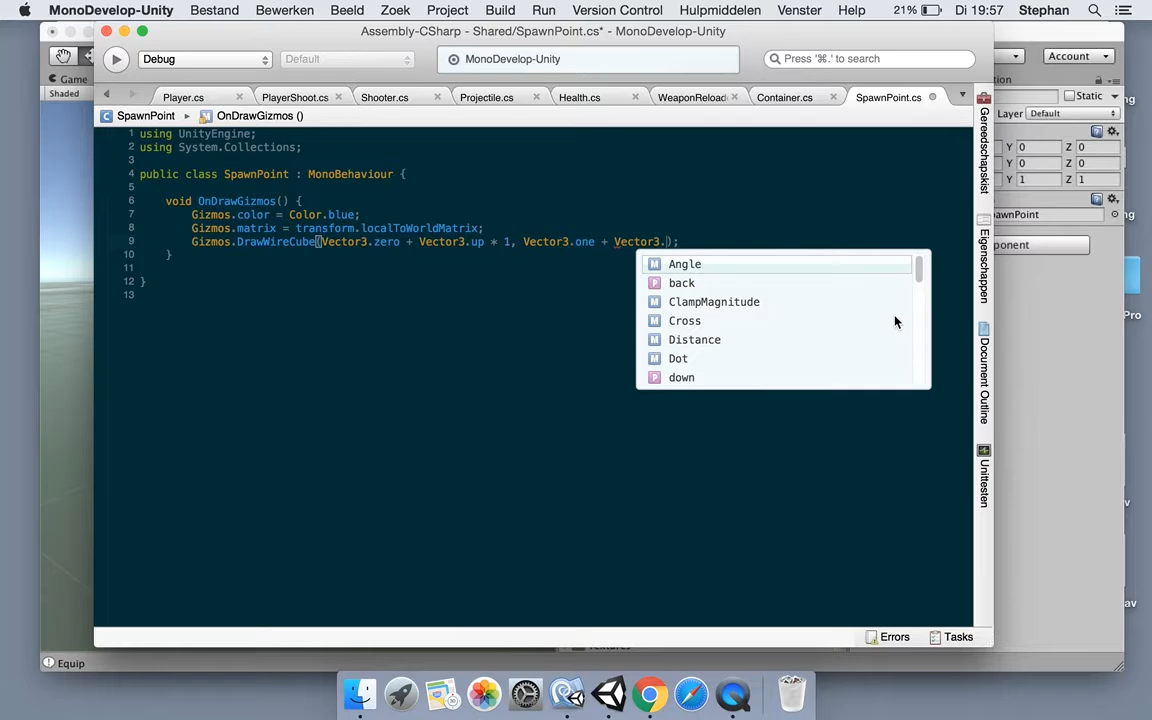 MonoDevelop-Unity Bestand Bewerken Beeld Zoek Project Build Run Version Control Hulpmiddelen Venster Help 21% Di 19:57 Stephan
Assembly-CSharp - Shared/SpawnPoint.cs* - MonoDevelop-Unity
Debug Default MonoDevelop-Unity Press '⌘.' to search
Account
Game
Shaded
Player.cs PlayerShoot.cs Shooter.cs Projectile.cs Health.cs WeaponReload Container.cs SpawnPoint.cs
Static
Layer Default
SpawnPoint ▸ OnDrawGizmos ()
1 using UnityEngine;
2 using System.Collections;
3
4 public class SpawnPoint : MonoBehaviour {
5
6 void OnDrawGizmos() {
7 Gizmos.color = Color.blue;
8 Gizmos.matrix = transform.localToWorldMatrix;
9 Gizmos.DrawWireCube(Vector3.zero + Vector3.up * 1, Vector3.one + Vector3.);
10 }
11
12 }
13
Angle
back
ClampMagnitude
Cross
Distance
Dot
down
Gereedschapskist
Eigenschappen
Document Outline
Unittesten
Y 0 Z 0
Y 0 Z 0
Y 1 Z 1
awnPoint
ponent
ng
Pro
ng
v
av
Errors Tasks
Equip